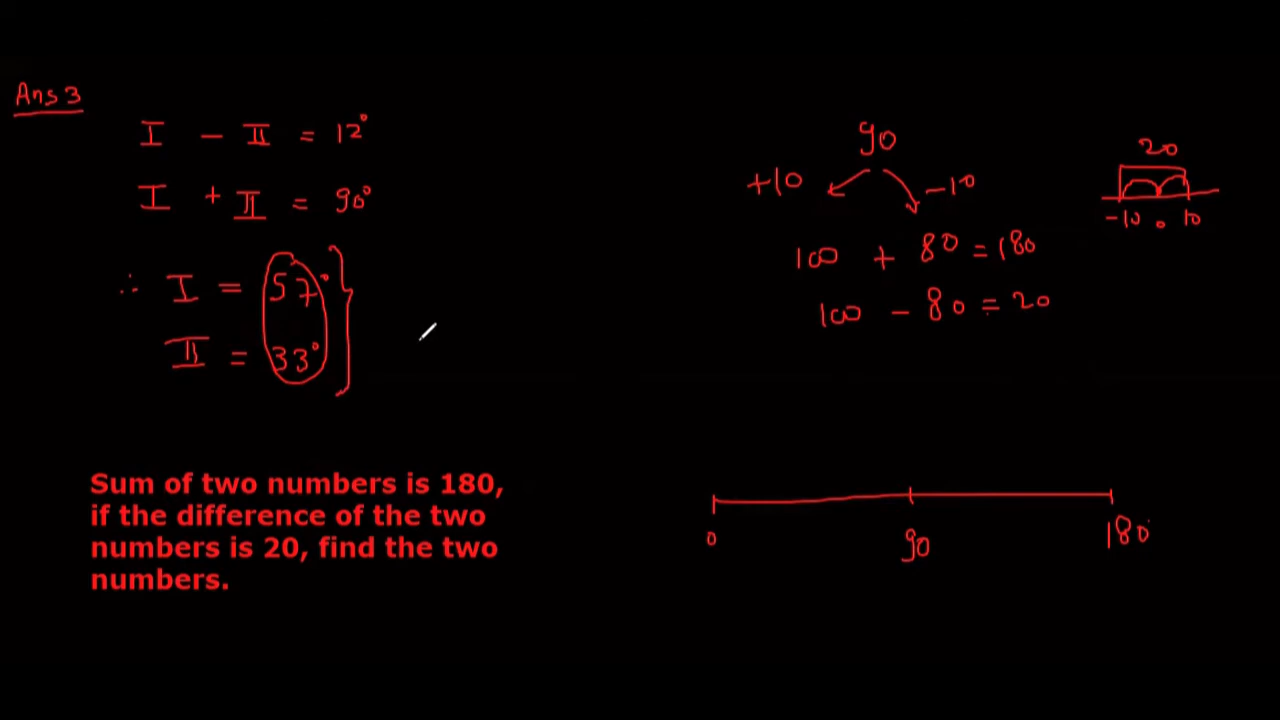 Ans 3
I - II = 12°
I + II = 90°
∴ I = 57°
II = 33°
Sum of two numbers is 180,
if the difference of the two
numbers is 20, find the two
numbers.
90
+10 -10
100 + 80 = 180
100 - 80 = 20
20
-10 0 10
0 90 180